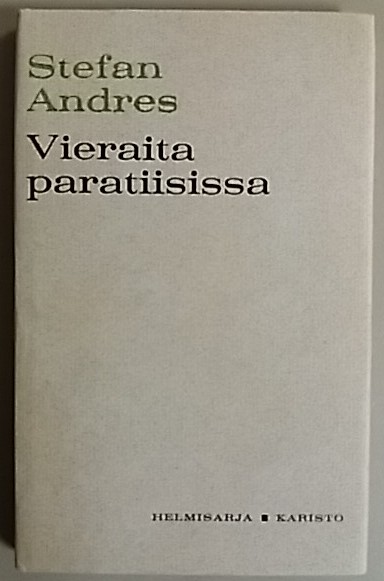 Stefan
Andres
Vieraita
paratiisissa
HELMISARJA ■ KARISTO